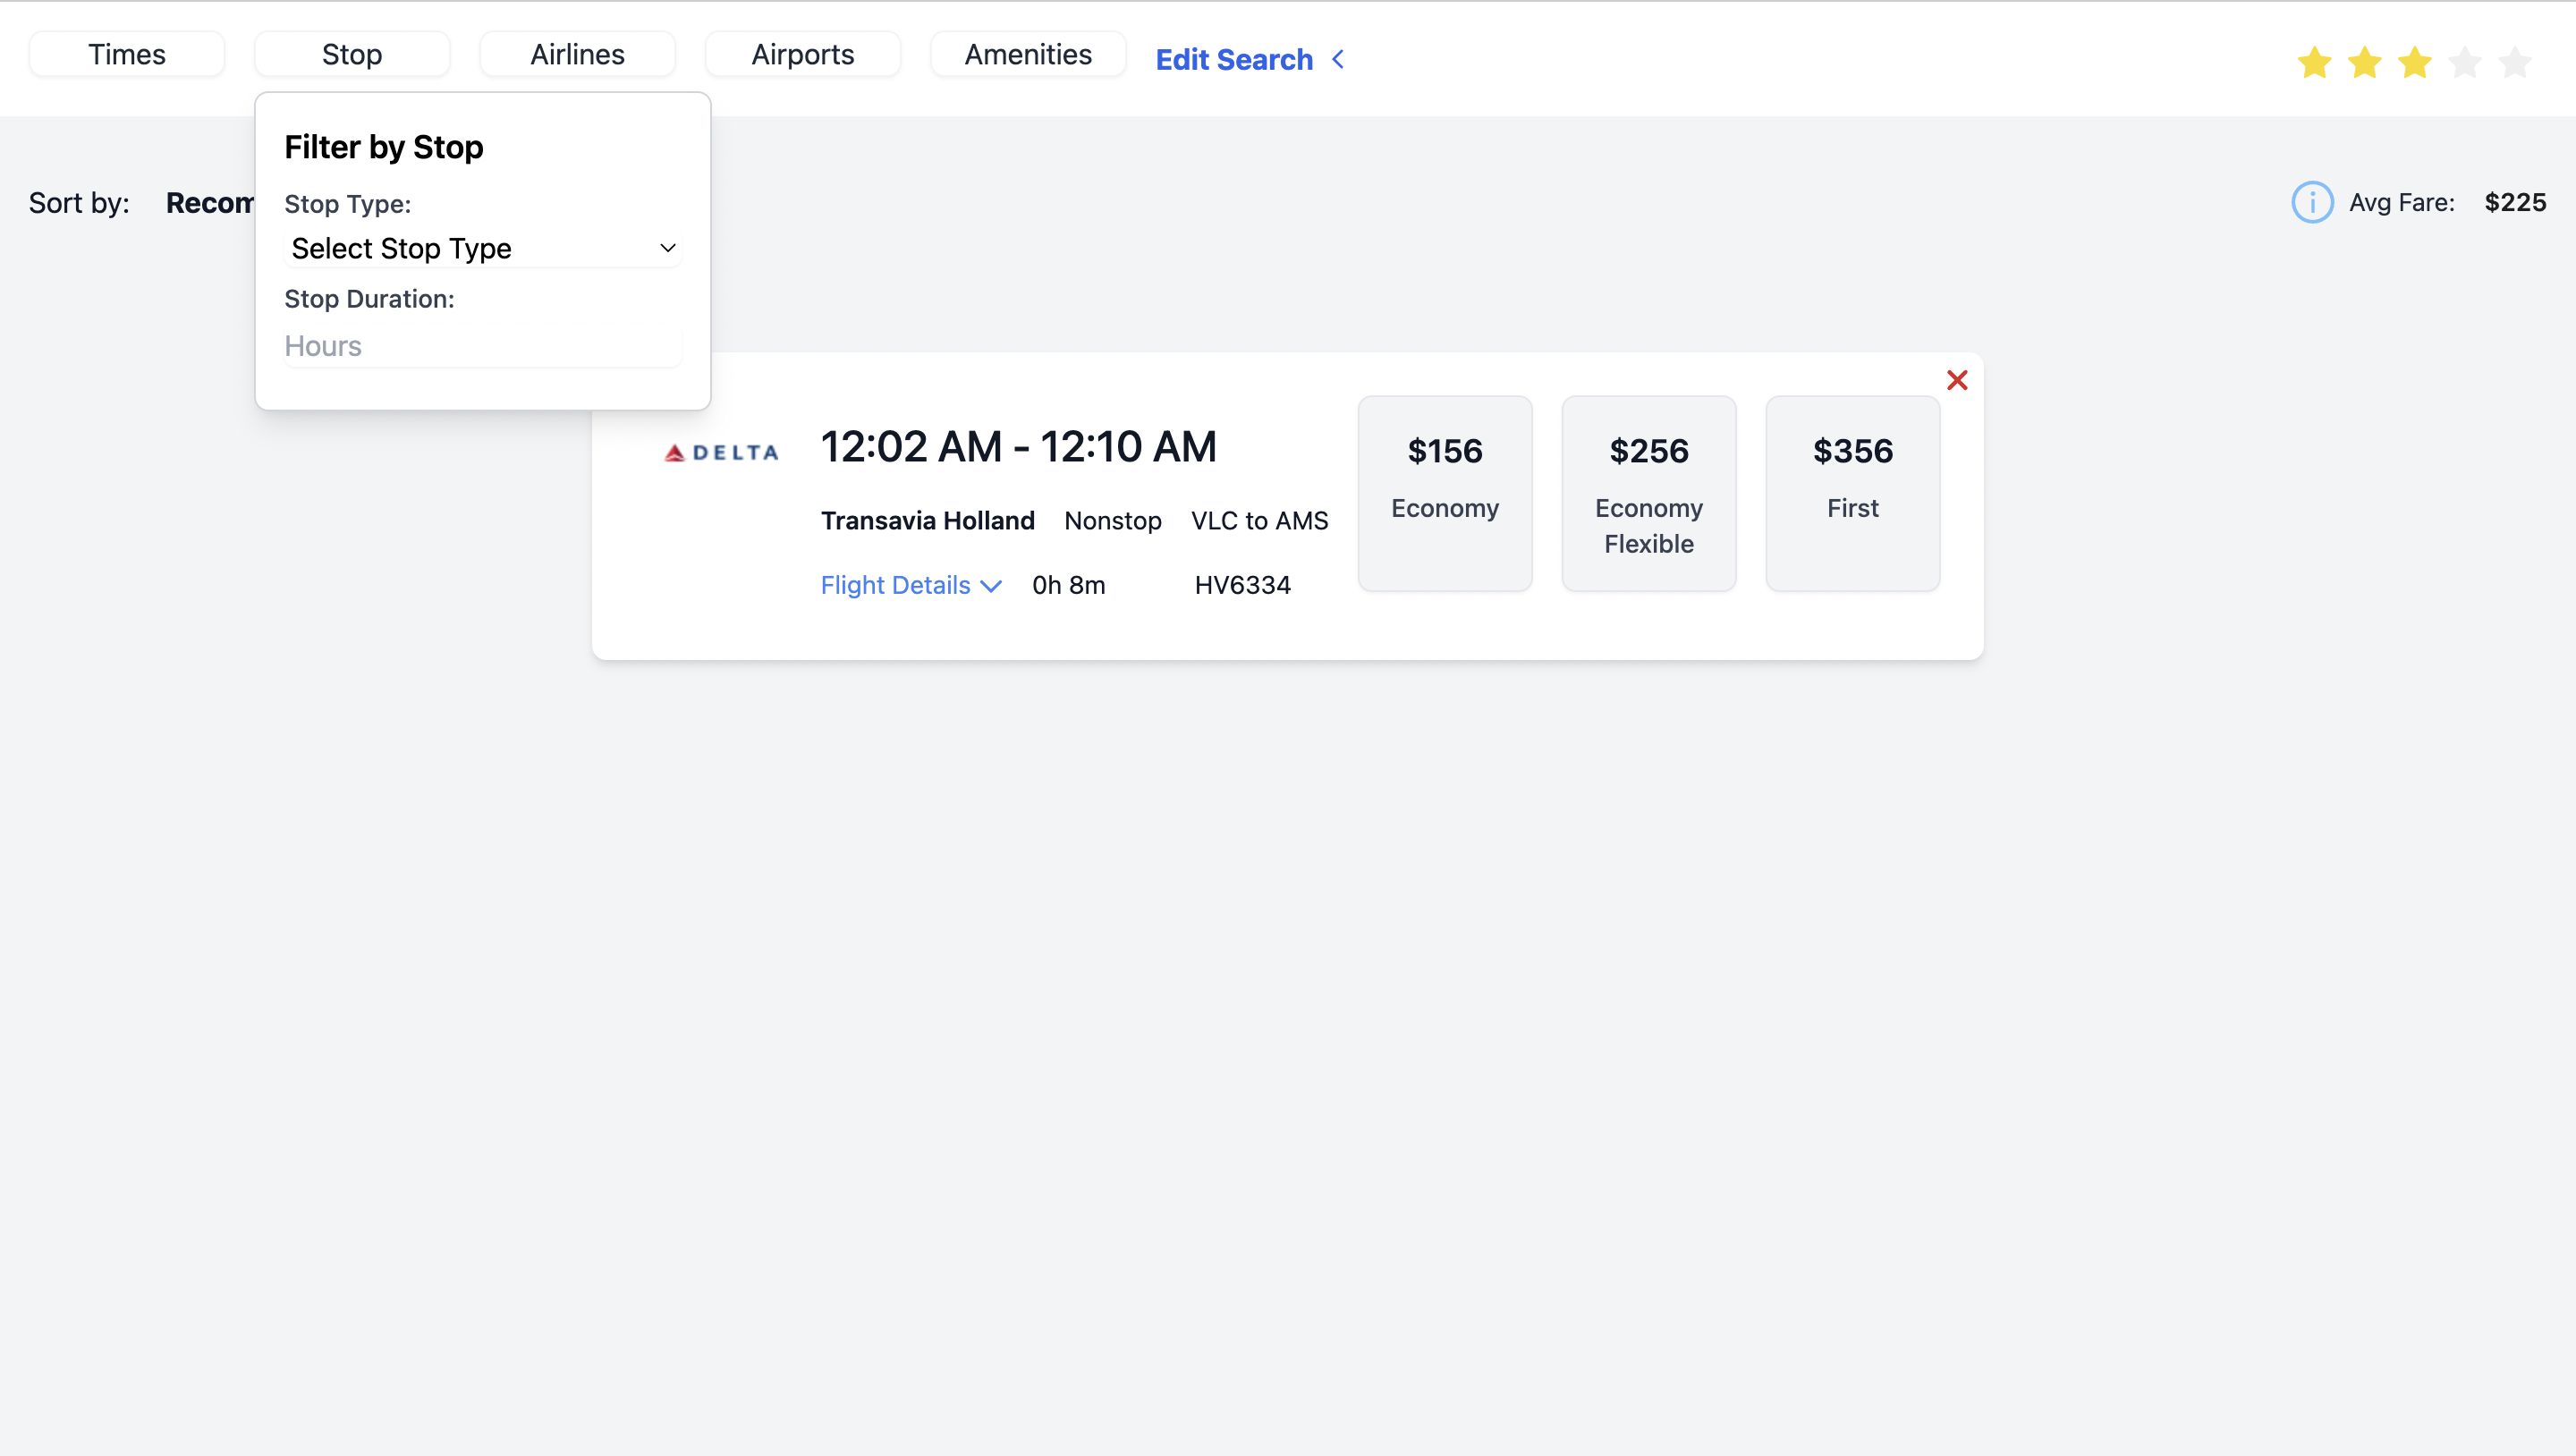 Times
Stop
Airlines
Airports
Amenities
Edit Search
Filter by Stop
Stop Type:
Select Stop Type
Stop Duration:
Hours
Sort by:
Avg Fare: $225
DELTA
12:02 AM - 12:10 AM
Transavia Holland Nonstop VLC to AMS
Flight Details 0h 8m HV6334
$156
Economy
$256
Economy
Flexible
$356
First